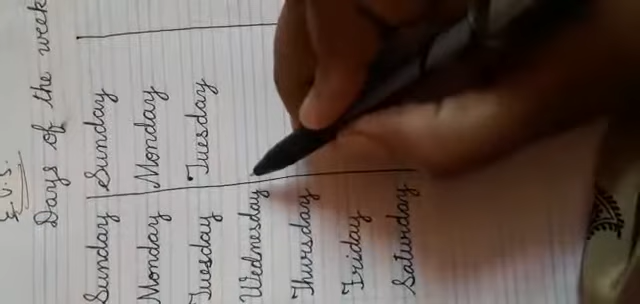 E.V.S.
Days of the week
Sunday Sunday
Monday Monday
Tuesday Tuesday
Wednesday
Thursday
Friday
Saturday